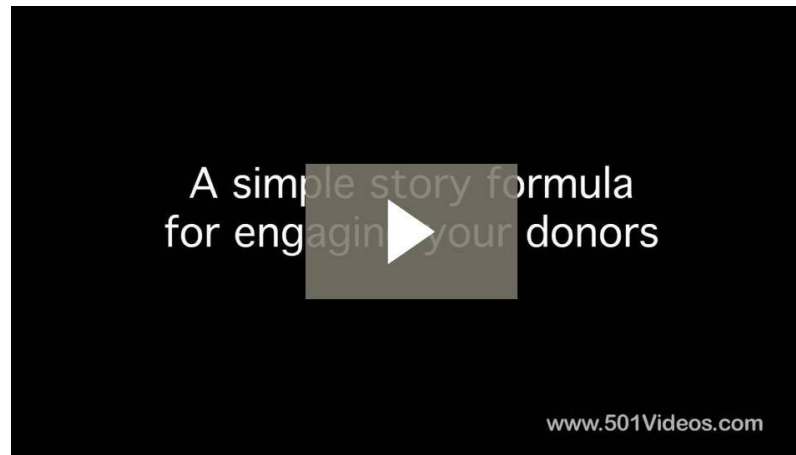 A simple story formula
for engaging your donors
www.501Videos.com